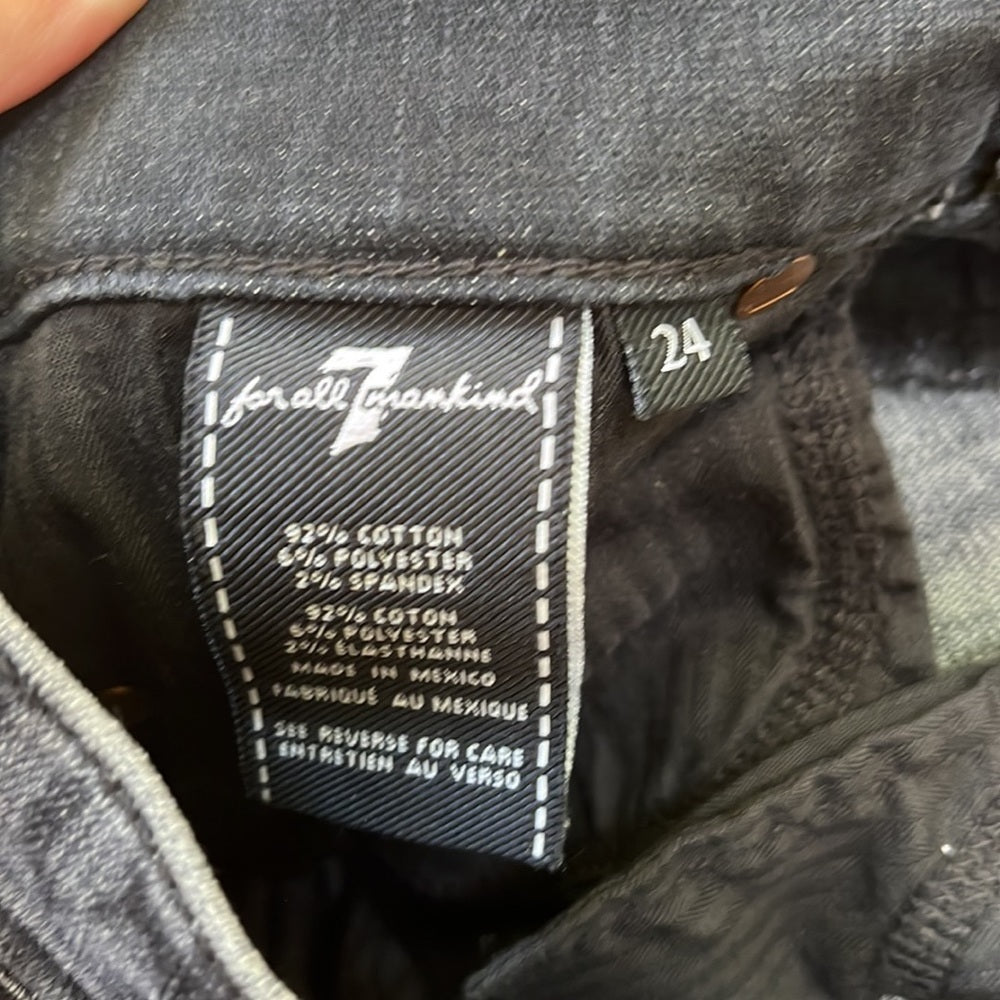 7
for all mankind
24
92% COTTON
6% POLYESTER
2% SPANDEX
92% COTON
6% POLYESTER
2% ELASTHANNE
MADE IN MEXICO
FABRIQUÉ AU MEXIQUE
SEE REVERSE FOR CARE
ENTRETIEN AU VERSO